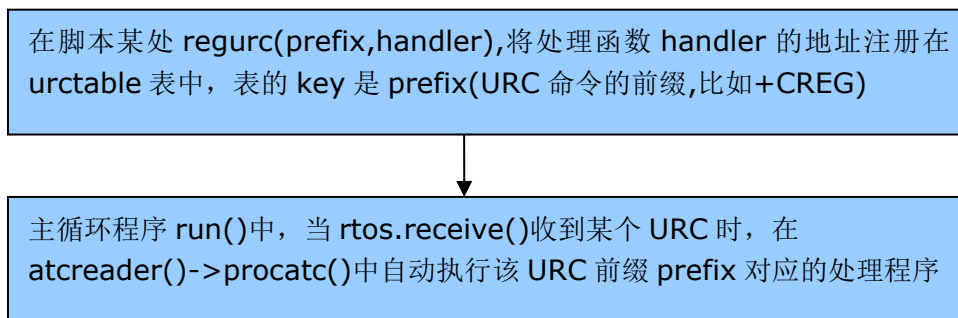 在脚本某处 regurc(prefix,handler),将处理函数 handler 的地址注册在
urctable 表中，表的 key 是 prefix(URC 命令的前缀,比如+CREG)
主循环程序 run()中，当 rtos.receive()收到某个 URC 时，在
atcreader()->procatc()中自动执行该 URC 前缀 prefix 对应的处理程序